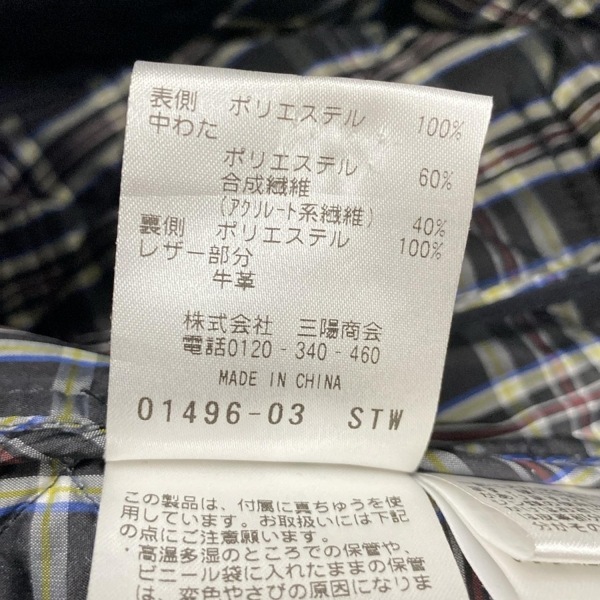 表側 ポリエステル 100%
中わた
ポリエステル 60%
合成繊維
(アクリレート系繊維) 40%
裏側 ポリエステル 100%
レザー部分
牛革
株式会社 三陽商会
電話0120-340-460
MADE IN CHINA
01496-03 STW
この製品は、付属に真ちゅうを使
用しています。お取扱いには下記
の点にご注意願います。
・高温多湿のところでの保管や、
ビニール袋に入れたままの保管
は、変色やさびの原因になりま